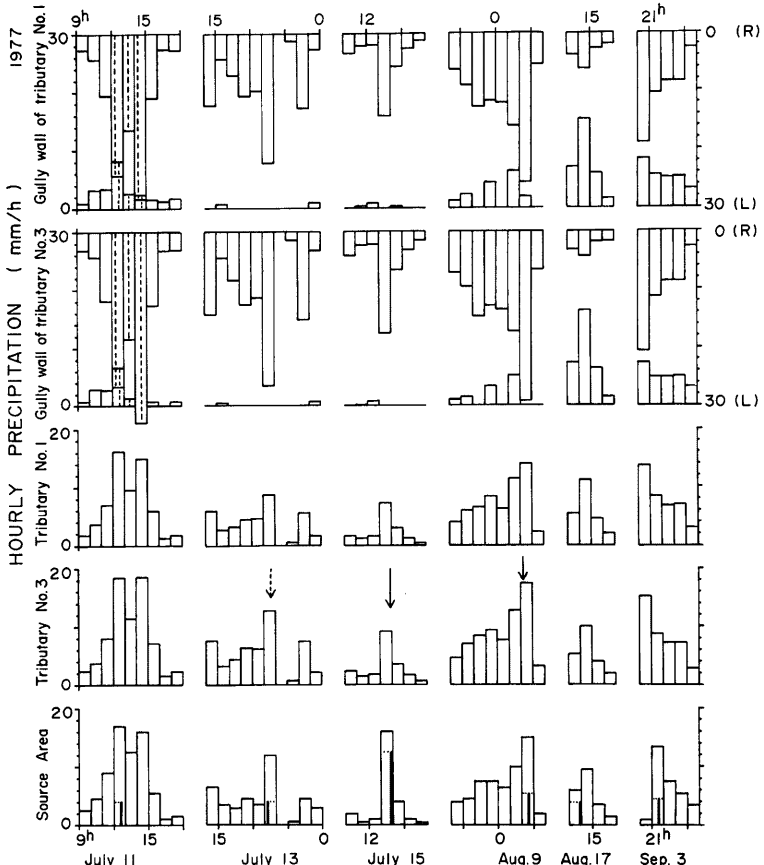 1977
HOURLY PRECIPITATION ( mm/h )
9h 15 15 0 12 0 15 21h
Gully wall of tributary No.1
30 0 (R)
0 30 (L)
Gully wall of tributary No.3
30 0 (R)
0 30 (L)
Tributary No.1
20
0
Tributary No.3
20
0
Source Area
20
0
9h 15 15 0 12 0 15 21h
July 11 July 13 July 15 Aug.9 Aug.17 Sep. 3